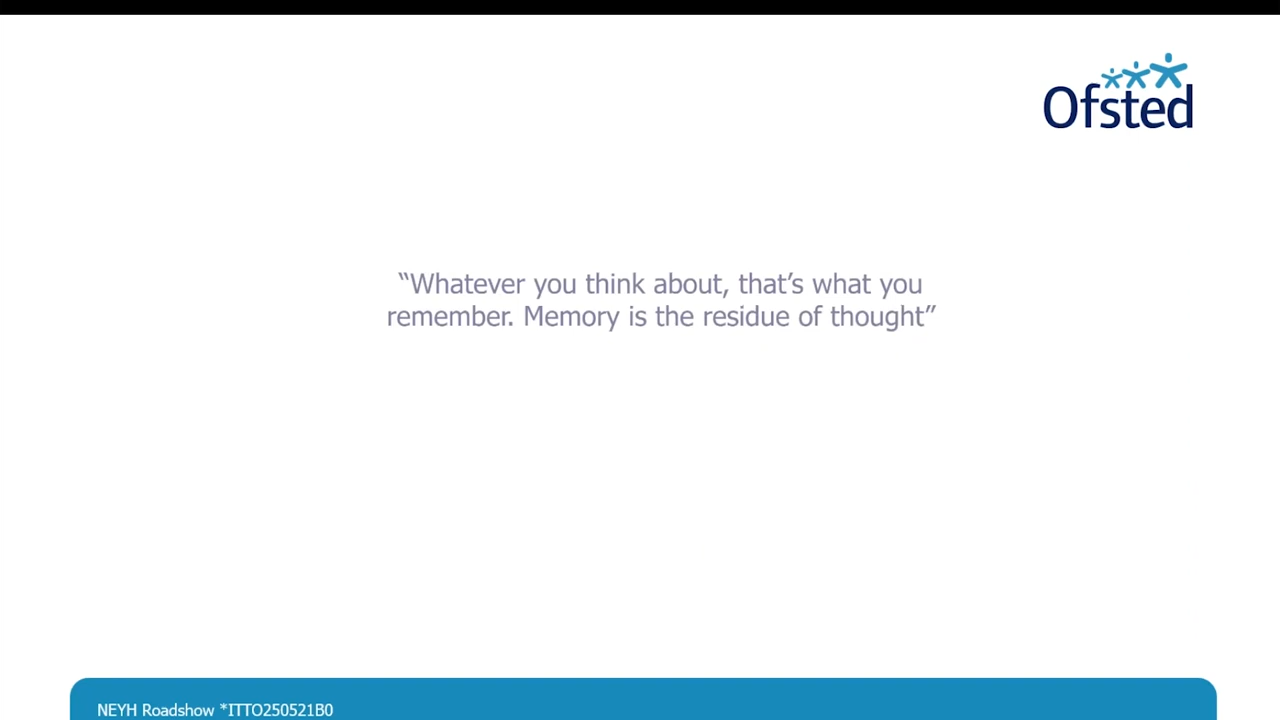 Ofsted
“Whatever you think about, that’s what you
remember. Memory is the residue of thought”
NEYH Roadshow *ITTO250521B0